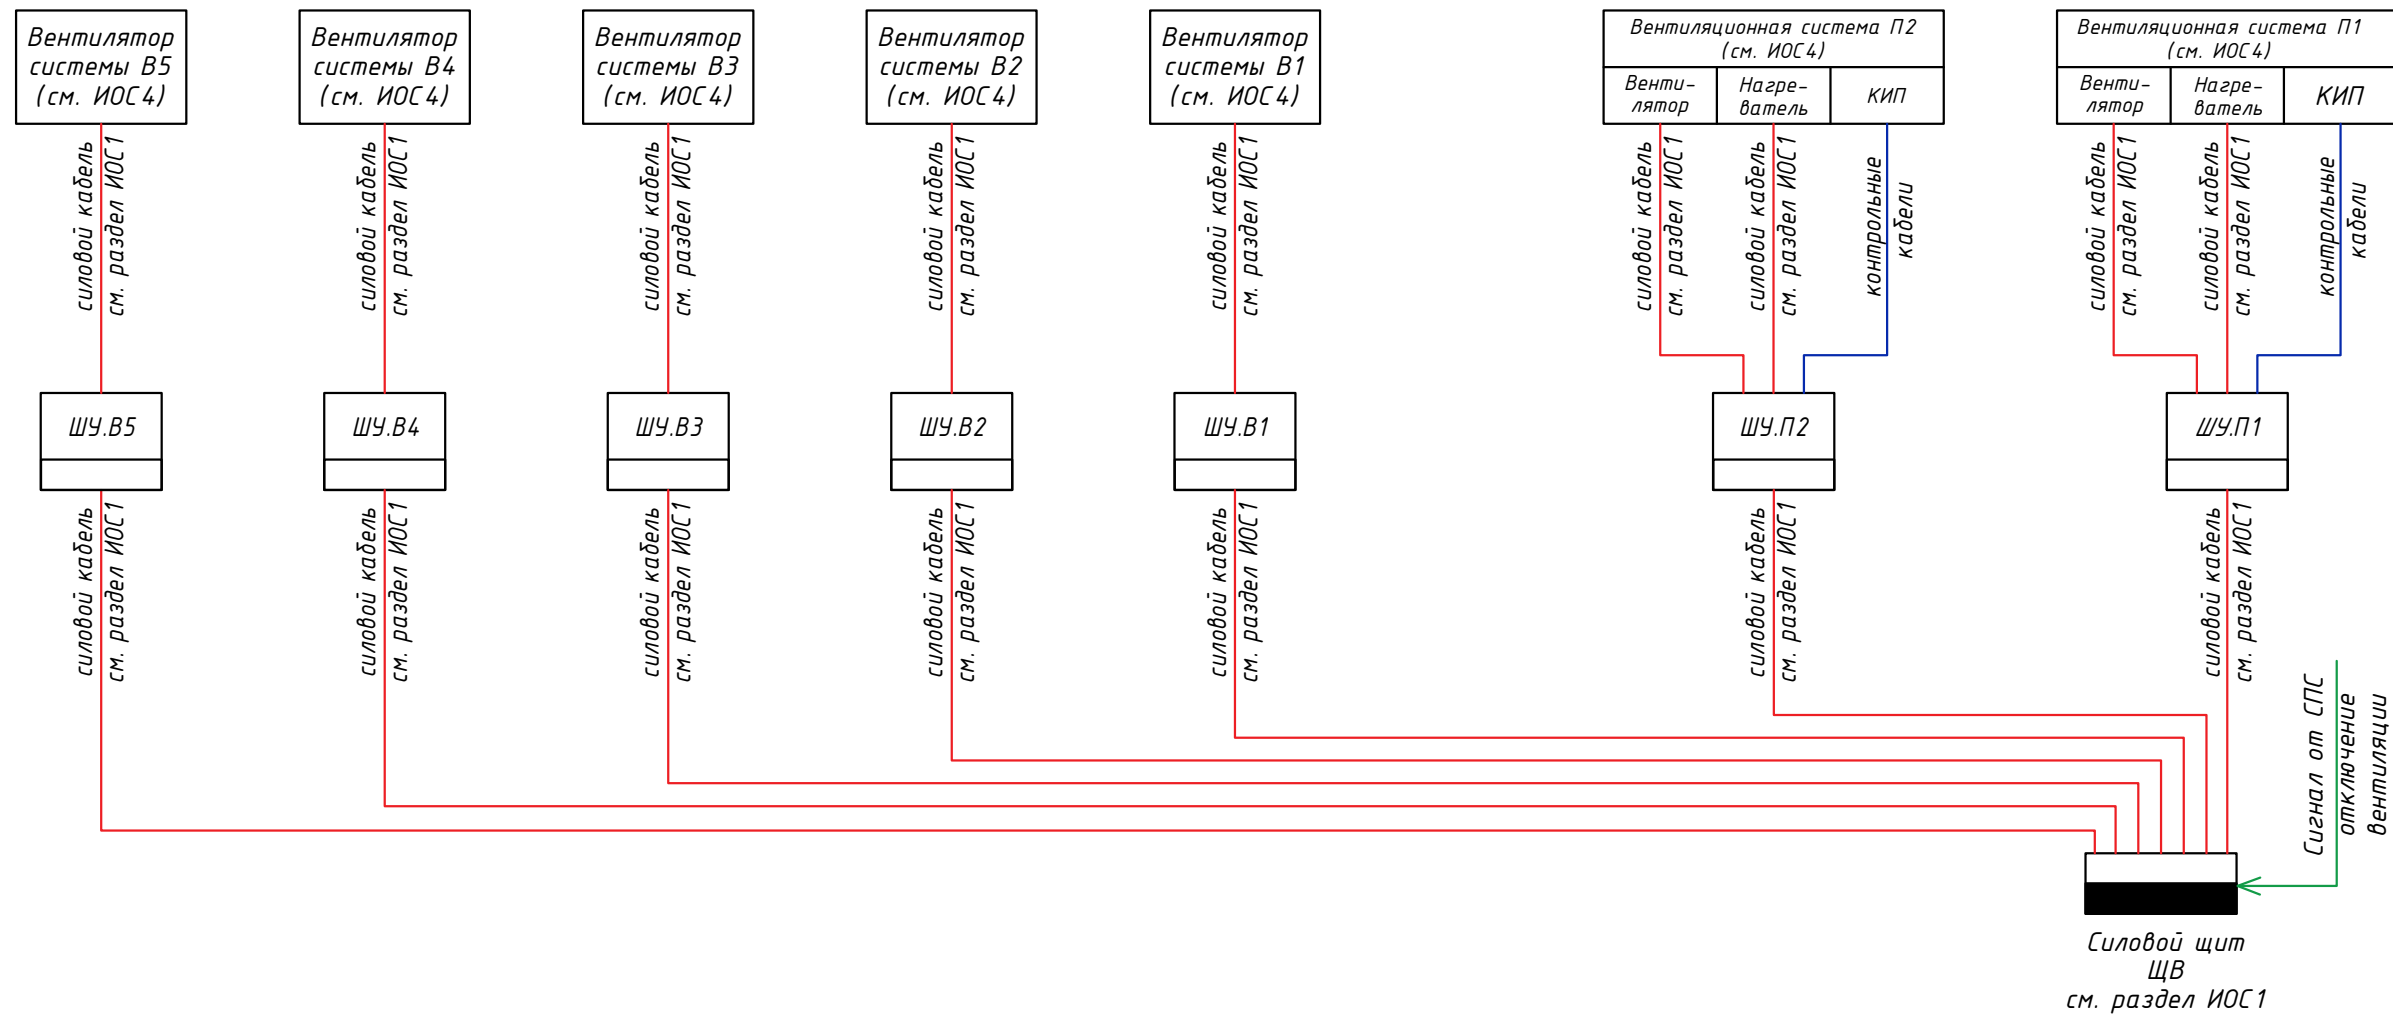 Вентилятор
системы В5
(см. ИОС4)
Вентилятор
системы В4
(см. ИОС4)
Вентилятор
системы В3
(см. ИОС4)
Вентилятор
системы В2
(см. ИОС4)
Вентилятор
системы В1
(см. ИОС4)
Вентиляционная система П2
(см. ИОС4)
Венти-
лятор
Нагре-
ватель
КИП
Вентиляционная система П1
(см. ИОС4)
Венти-
лятор
Нагре-
ватель
КИП
силовой кабель
см. раздел ИОС1
силовой кабель
см. раздел ИОС1
силовой кабель
см. раздел ИОС1
силовой кабель
см. раздел ИОС1
силовой кабель
см. раздел ИОС1
силовой кабель
см. раздел ИОС1
силовой кабель
см. раздел ИОС1
контрольные
кабели
силовой кабель
см. раздел ИОС1
силовой кабель
см. раздел ИОС1
контрольные
кабели
ШУ.В5
ШУ.В4
ШУ.В3
ШУ.В2
ШУ.В1
ШУ.П2
ШУ.П1
силовой кабель
см. раздел ИОС1
силовой кабель
см. раздел ИОС1
силовой кабель
см. раздел ИОС1
силовой кабель
см. раздел ИОС1
силовой кабель
см. раздел ИОС1
силовой кабель
см. раздел ИОС1
силовой кабель
см. раздел ИОС1
Сигнал от СПС
отключение
вентиляции
Силовой щит
ЩВ
см. раздел ИОС1